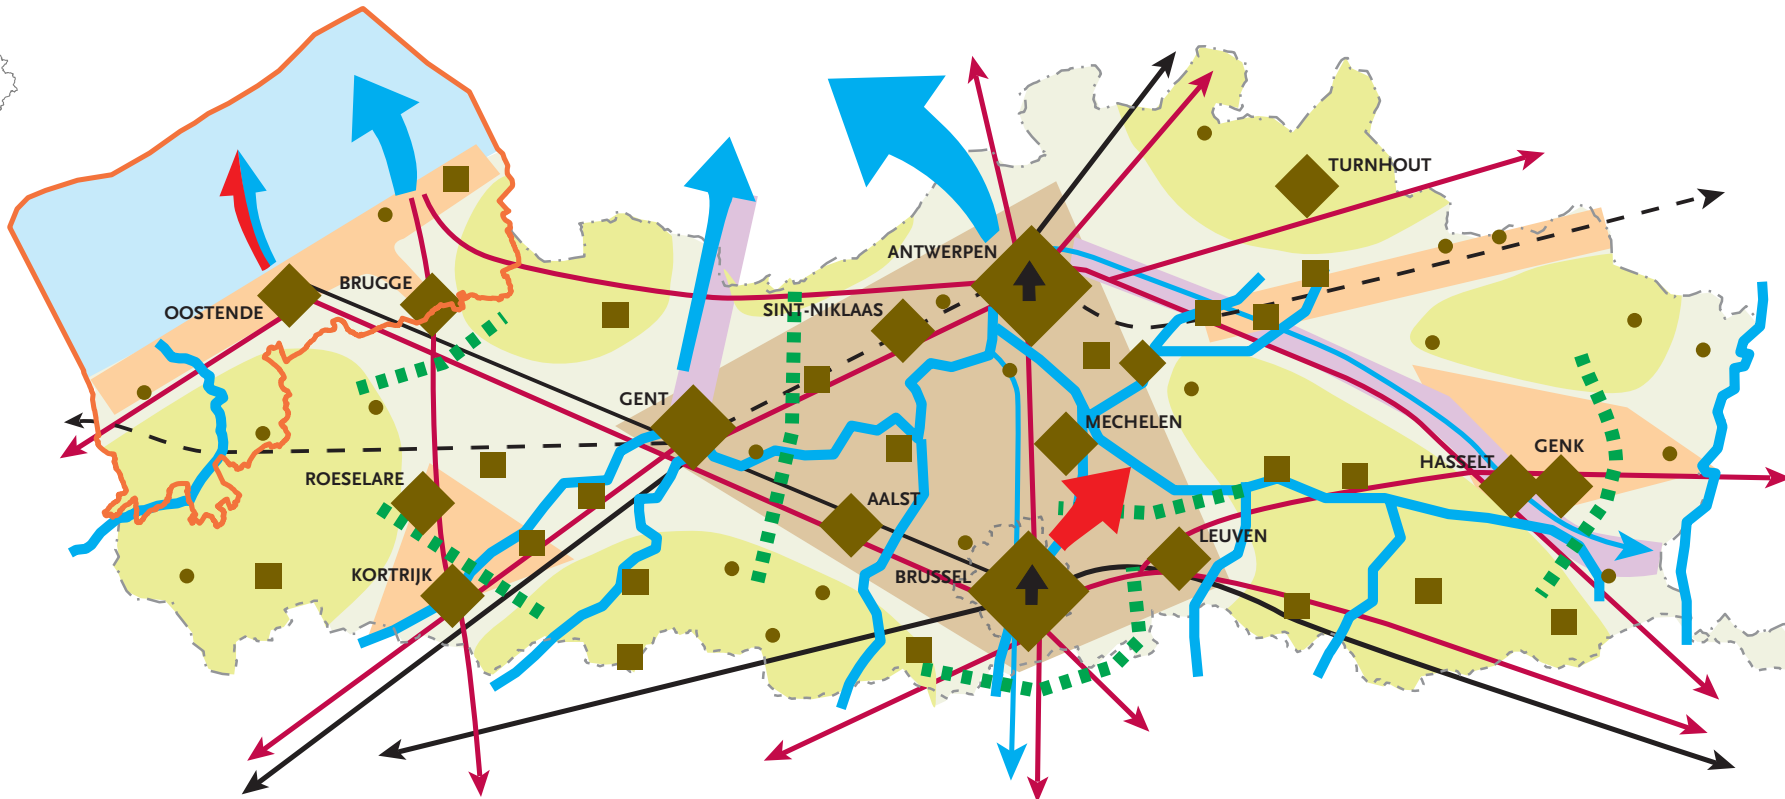 TURNHOUT
ANTWERPEN
BRUGGE
OOSTENDE
SINT-NIKLAAS
GENT
MECHELEN
GENK
HASSELT
ROESELARE
AALST
LEUVEN
KORTRIJK
BRUSSEL